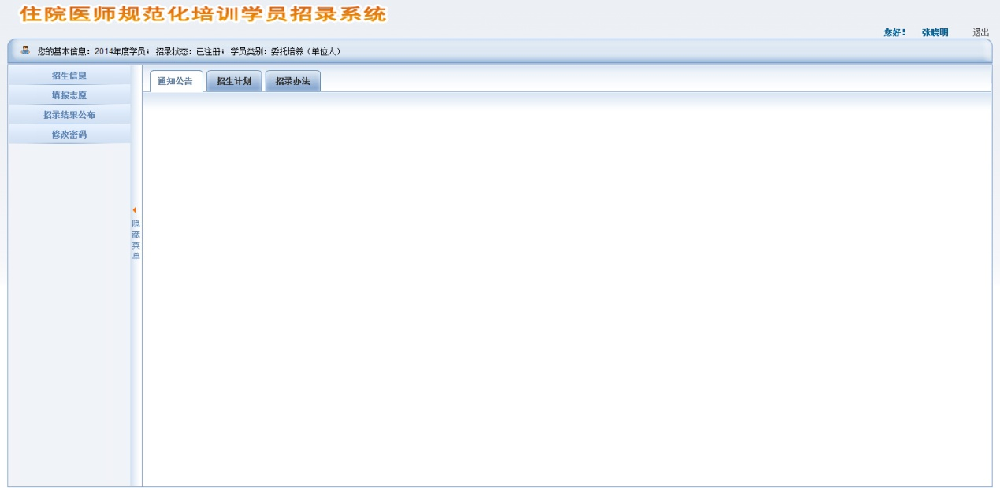 住院医师规范化培训学员招录系统
您好! 张晓明 退出
您的基本信息：2014年度学员；招录状态：已注册；学员类别：委托培养（单位人）
招生信息
填报志愿
招录结果公布
修改密码
隐藏菜单
通知公告 招生计划 招录办法